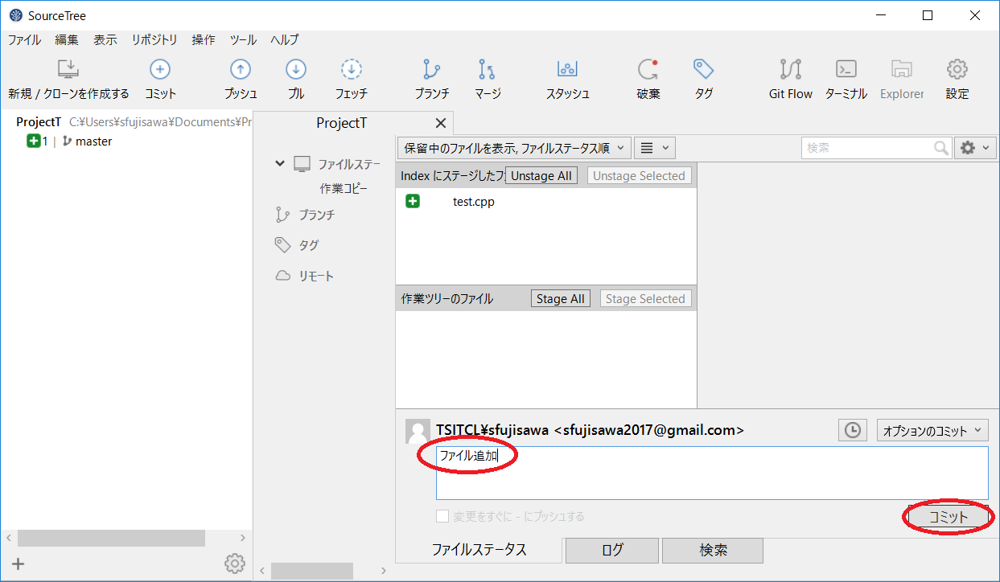 SourceTree
ファイル 編集 表示 リポジトリ 操作 ツール ヘルプ
新規 / クローンを作成する コミット プッシュ プル フェッチ ブランチ マージ スタッシュ 破棄 タグ Git Flow ターミナル Explorer 設定
ProjectT C:¥Users¥sfujisawa¥Documents¥Pr
1 | master
ProjectT
ファイルステー
作業コピー
ブランチ
タグ
リモート
保留中のファイルを表示, ファイルステータス順
検索
Index にステージしたフ Unstage All Unstage Selected
test.cpp
作業ツリーのファイル Stage All Stage Selected
TSITCL¥sfujisawa <sfujisawa2017@gmail.com>
オプションのコミット
ファイル追加
変更をすぐに - にプッシュする
コミット
ファイルステータス ログ 検索